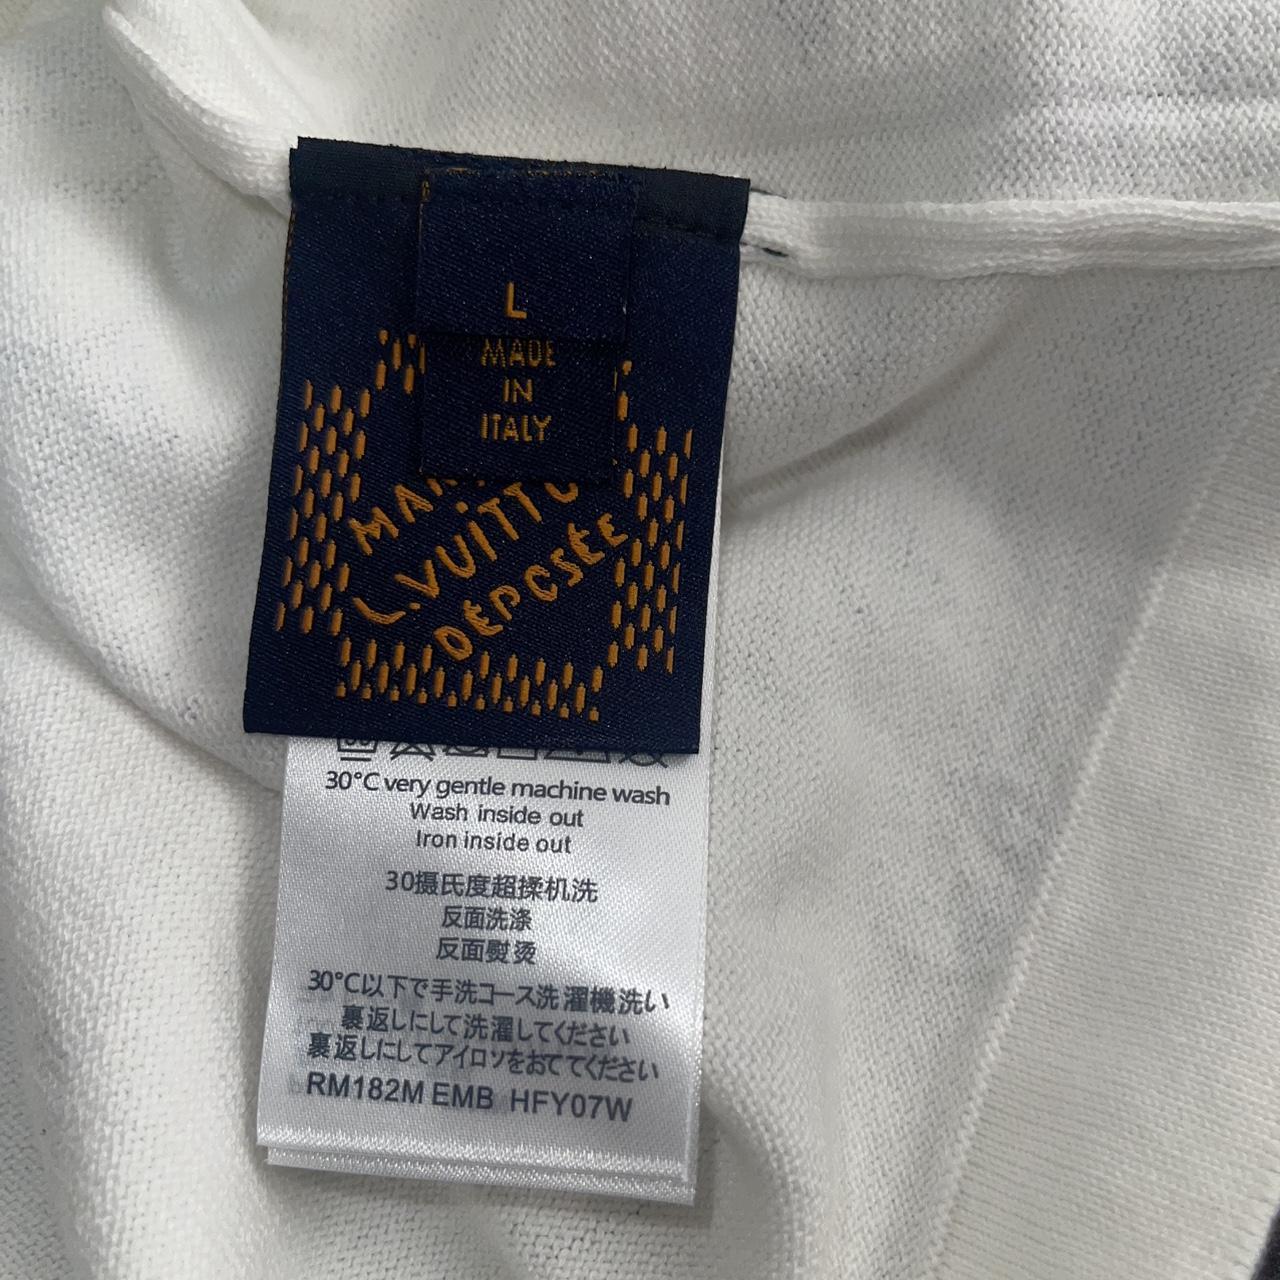 L
MADE
IN
ITALY
L.VUITTO
DÉPCSÉE
30°C very gentle machine wash
Wash inside out
Iron inside out
30摄氏度超揉机洗
反面洗涤
反面熨烫
30°C以下で手洗コース洗濯機洗い
裏返しにして洗濯してください
裏返しにしてアイロソをおててください
RM182M EMB HFY07W